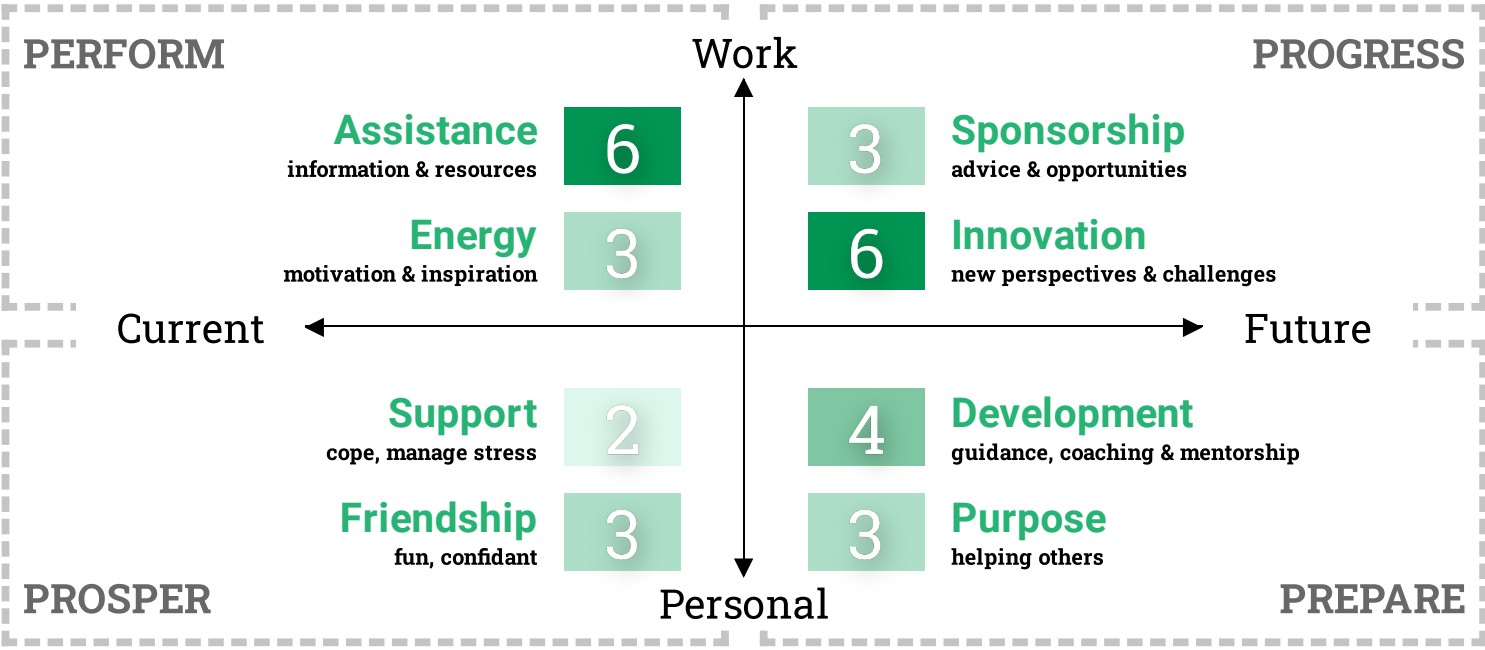 PERFORM
Work
PROGRESS
Assistance
information & resources
6
3
Sponsorship
advice & opportunities
Energy
motivation & inspiration
3
6
Innovation
new perspectives & challenges
Current
Future
Support
cope, manage stress
2
4
Development
guidance, coaching & mentorship
Friendship
fun, confidant
3
3
Purpose
helping others
PROSPER
Personal
PREPARE